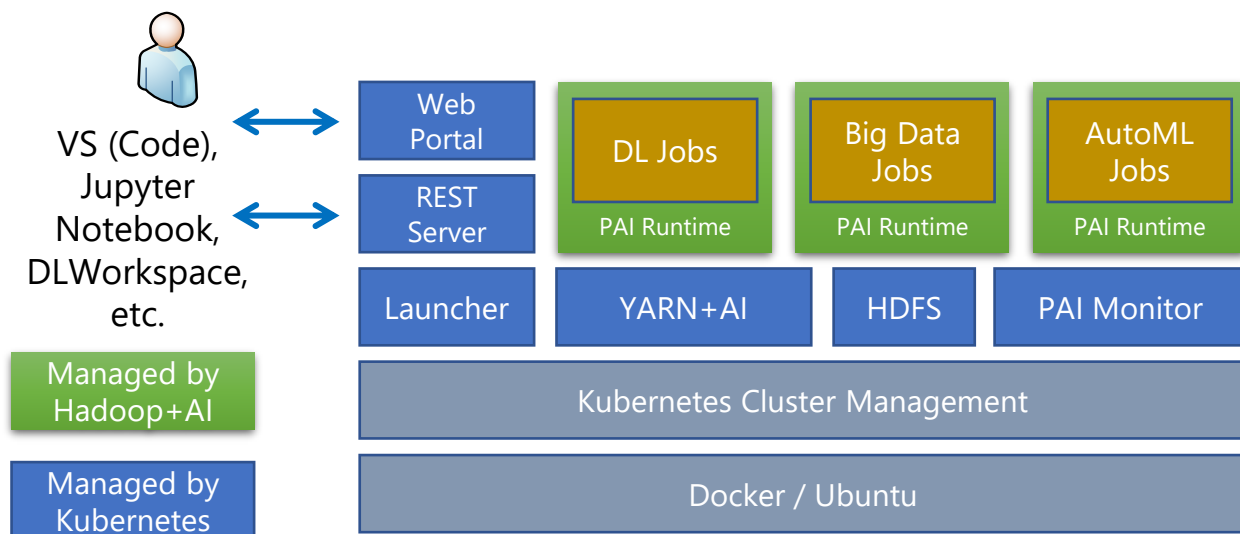 VS (Code),
Jupyter
Notebook,
DLWorkspace,
etc.
Managed by
Hadoop+AI
Managed by
Kubernetes
Web
Portal
REST
Server
DL Jobs
PAI Runtime
Big Data
Jobs
PAI Runtime
AutoML
Jobs
PAI Runtime
Launcher
YARN+AI
HDFS
PAI Monitor
Kubernetes Cluster Management
Docker / Ubuntu